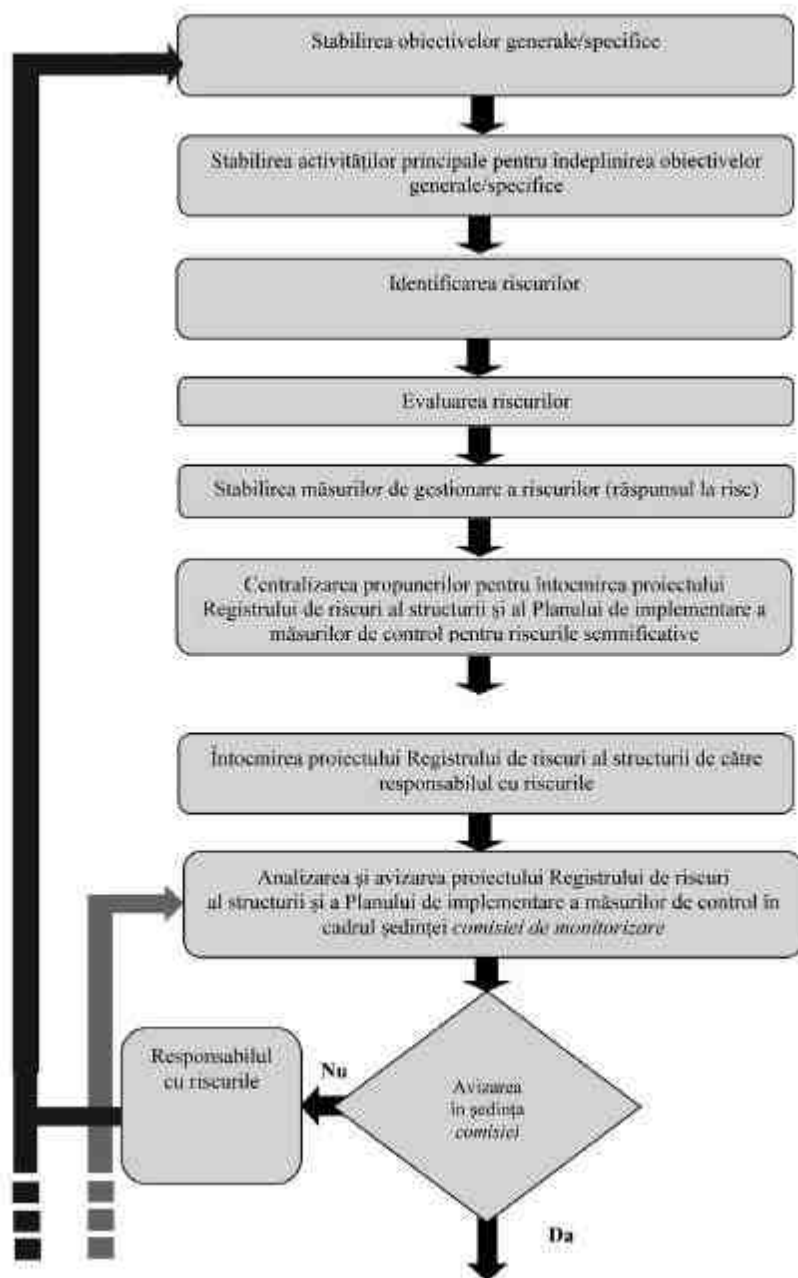 Stabilirea obiectivelor generale/specifice
Stabilirea activităților principale pentru îndeplinirea obiectivelor
generale/specifice
Identificarea riscurilor
Evaluarea riscurilor
Stabilirea măsurilor de gestionare a riscurilor (răspunsul la risc)
Centralizarea propunerilor pentru întocmirea proiectului
Registrului de riscuri al structurii și al Planului de implementare a
măsurilor de control pentru riscurile semnificative
Întocmirea proiectului Registrului de riscuri al structurii de către
responsabilul cu riscurile
Analizarea și avizarea proiectului Registrului de riscuri
al structurii și a Planului de implementare a măsurilor de control în
cadrul ședinței comisiei de monitorizare
Responsabilul
cu riscurile
Nu
Avizarea
în ședința
comisiei
Da